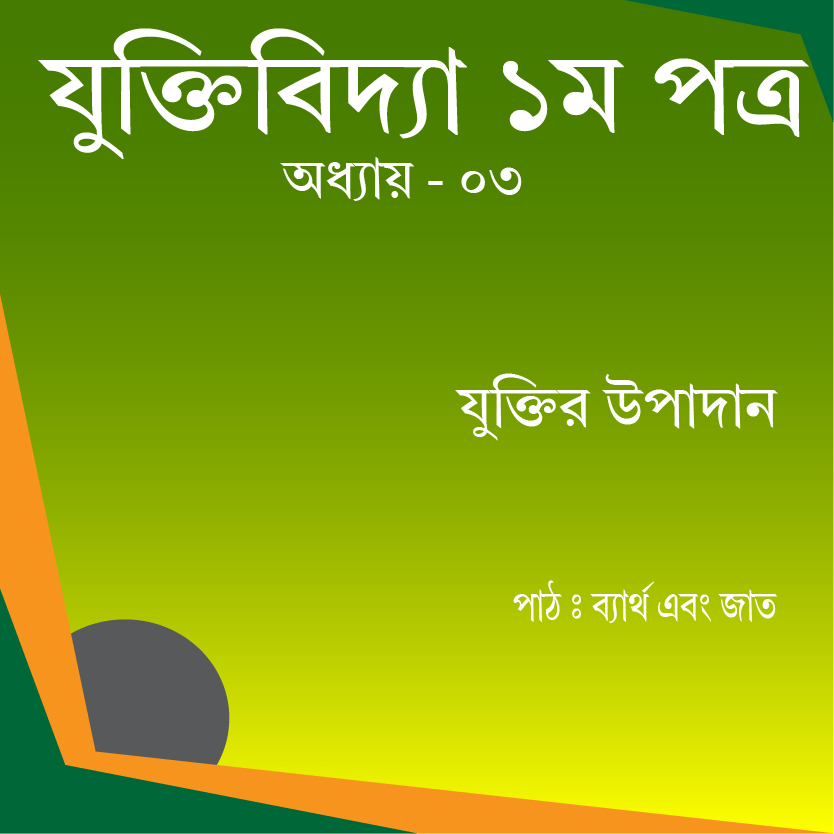 যুক্তিবিদ্যা ১ম পত্র
অধ্যায় - ০৩
যুক্তির উপাদান
পাঠ ঃ ব্যার্থ এবং জাত